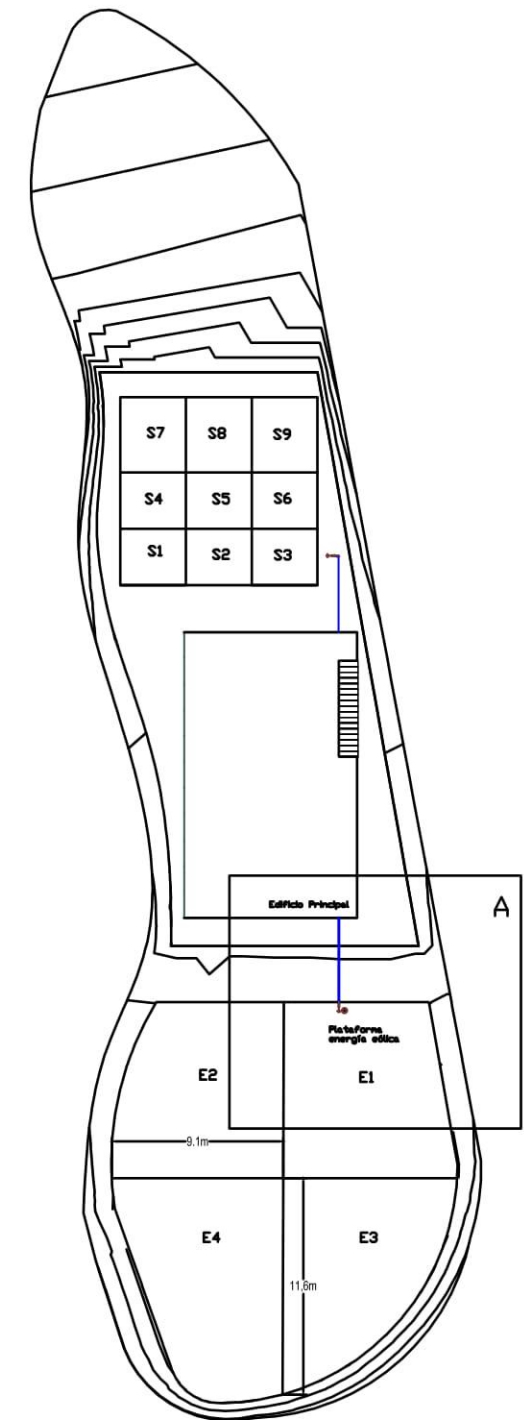 S7 S8 S9
S4 S5 S6
S1 S2 S3
Edificio Principal
A
Plataforma
energía eólica
E2 E1
9.1m
E4 E3
11,6m